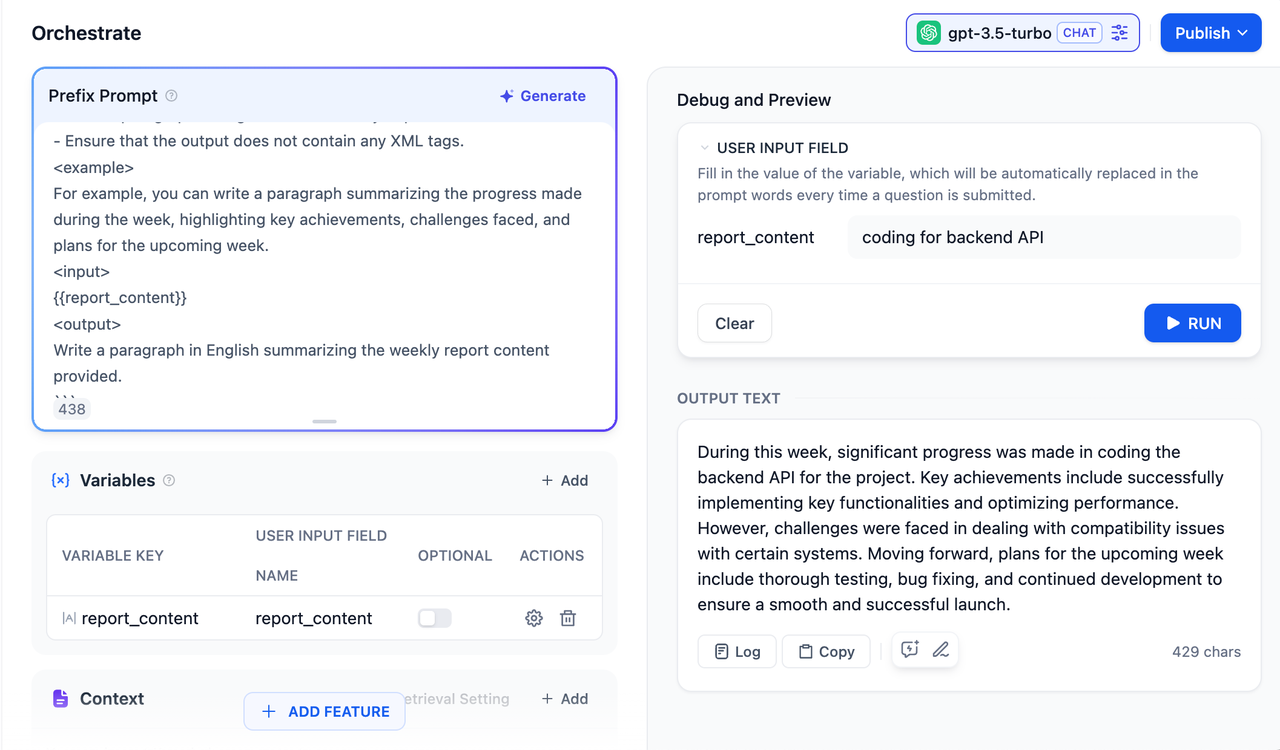 Orchestrate
gpt-3.5-turbo CHAT
Publish
Prefix Prompt
Generate
- Ensure that the output does not contain any XML tags.
<example>
For example, you can write a paragraph summarizing the progress made
during the week, highlighting key achievements, challenges faced, and
plans for the upcoming week.
<input>
{{report_content}}
<output>
Write a paragraph in English summarizing the weekly report content
provided.
```
438
Variables
+ Add
VARIABLE KEY
USER INPUT FIELD
NAME
OPTIONAL
ACTIONS
report_content
report_content
Context
etrieval Setting
+ Add
+ ADD FEATURE
Debug and Preview
USER INPUT FIELD
Fill in the value of the variable, which will be automatically replaced in the
prompt words every time a question is submitted.
report_content
coding for backend API
Clear
RUN
OUTPUT TEXT
During this week, significant progress was made in coding the
backend API for the project. Key achievements include successfully
implementing key functionalities and optimizing performance.
However, challenges were faced in dealing with compatibility issues
with certain systems. Moving forward, plans for the upcoming week
include thorough testing, bug fixing, and continued development to
ensure a smooth and successful launch.
Log
Copy
429 chars